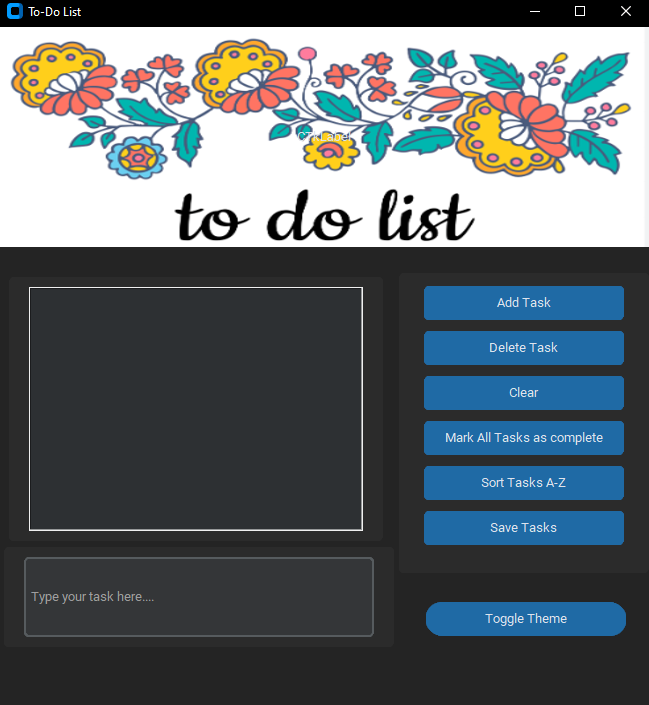 To-Do List
CTkLabel
to do list
Add Task
Delete Task
Clear
Mark All Tasks as complete
Sort Tasks A-Z
Save Tasks
Type your task here....
Toggle Theme